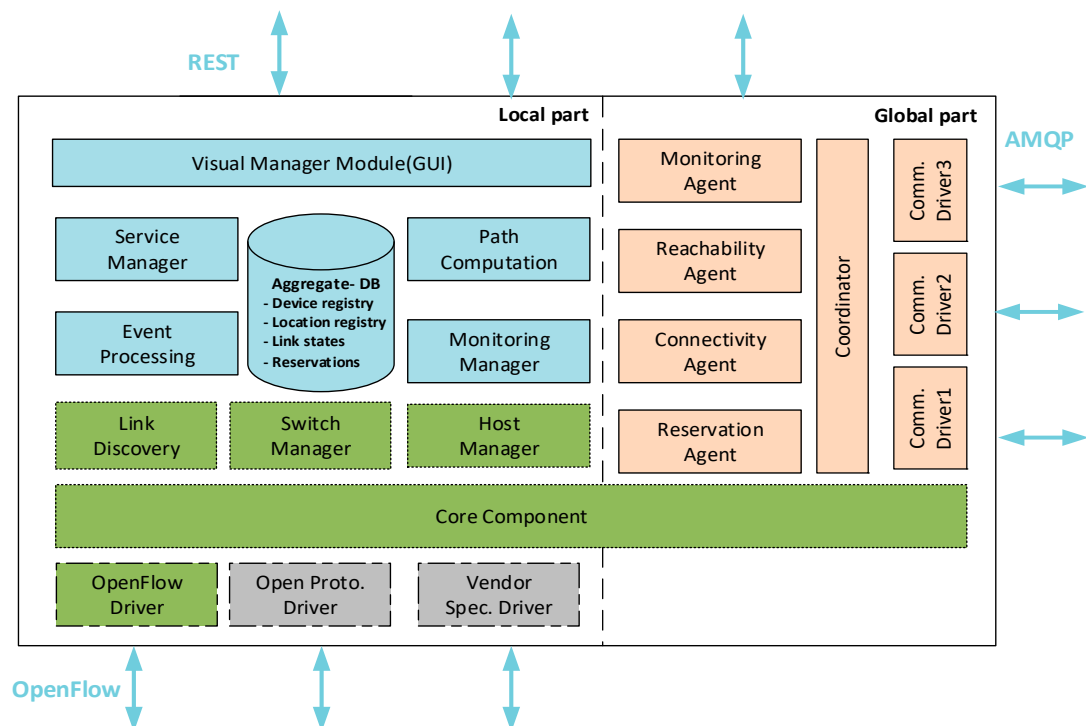 REST
Local part
Global part
AMQP
Visual Manager Module(GUI)
Service
Manager
Aggregate- DB
- Device registry
- Location registry
- Link states
- Reservations
Path
Computation
Event
Processing
Monitoring
Manager
Link
Discovery
Switch
Manager
Host
Manager
Monitoring
Agent
Reachability
Agent
Connectivity
Agent
Reservation
Agent
Coordinator
Comm.
Driver3
Comm.
Driver2
Comm.
Driver1
Core Component
OpenFlow
Driver
Open Proto.
Driver
Vendor
Spec. Driver
OpenFlow